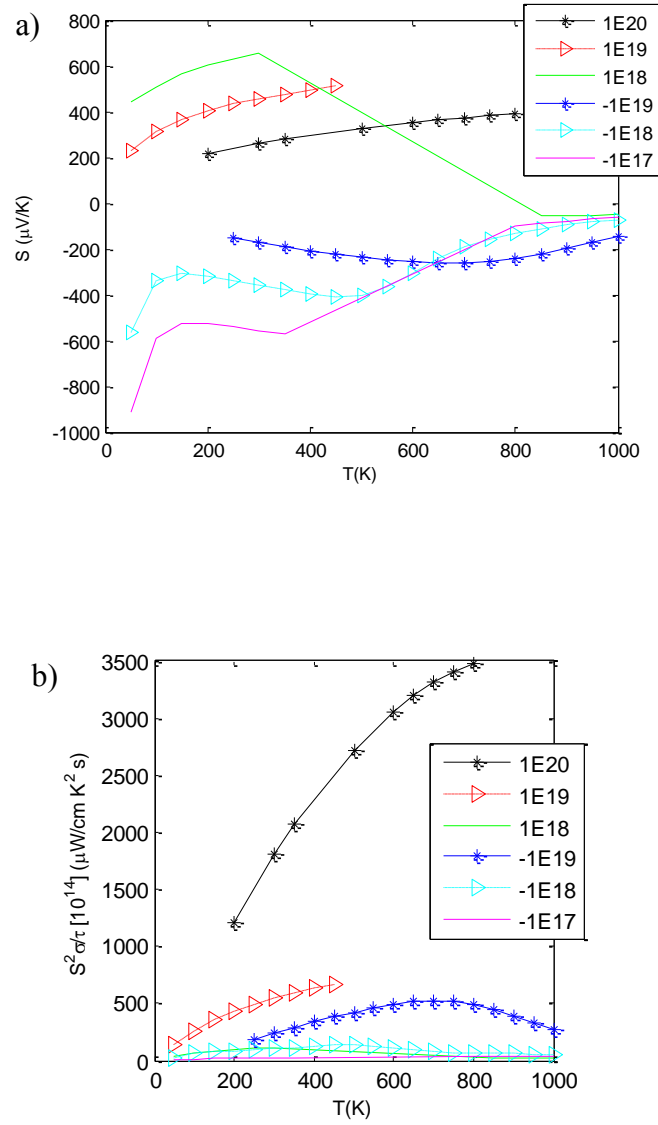 a)
800
600
400
200
0
-200
-400
-600
-800
-1000
S (μV/K)
0 200 400 600 800 1000
T(K)
1E20
1E19
1E18
-1E19
-1E18
-1E17
b)
3500
3000
2500
2000
1500
1000
500
0
S²σ/τ [10¹⁴] (μW/cm K² s)
0 200 400 600 800 1000
T(K)
1E20
1E19
1E18
-1E19
-1E18
-1E17